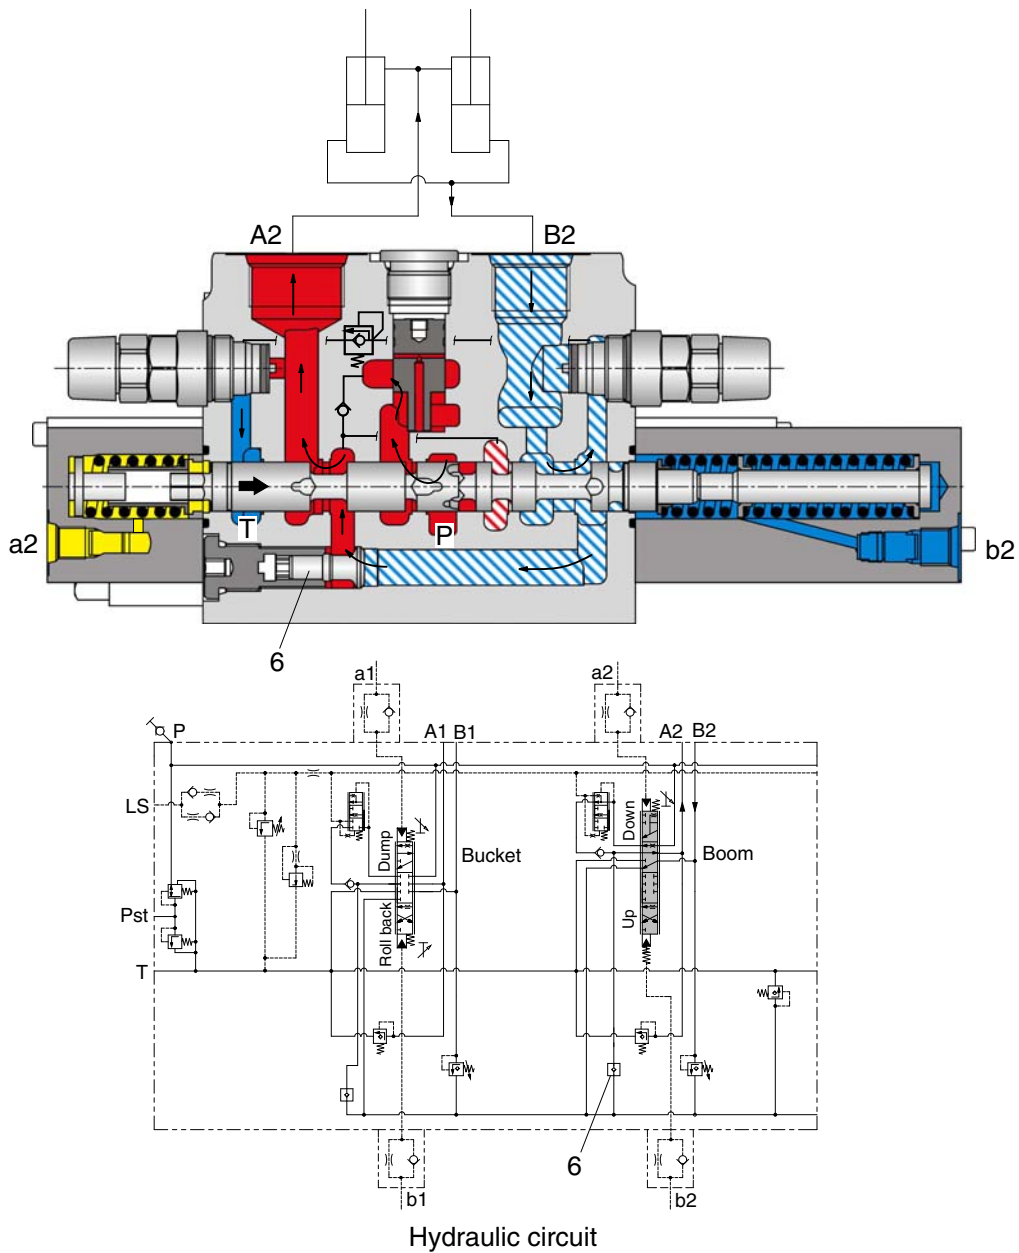 A2
B2
T
P
a2
b2
6
a1
a2
P
A1 B1
A2 B2
LS
Dump
Down
Bucket
Boom
Pst
Roll back
Up
T
6
b1
b2
Hydraulic circuit